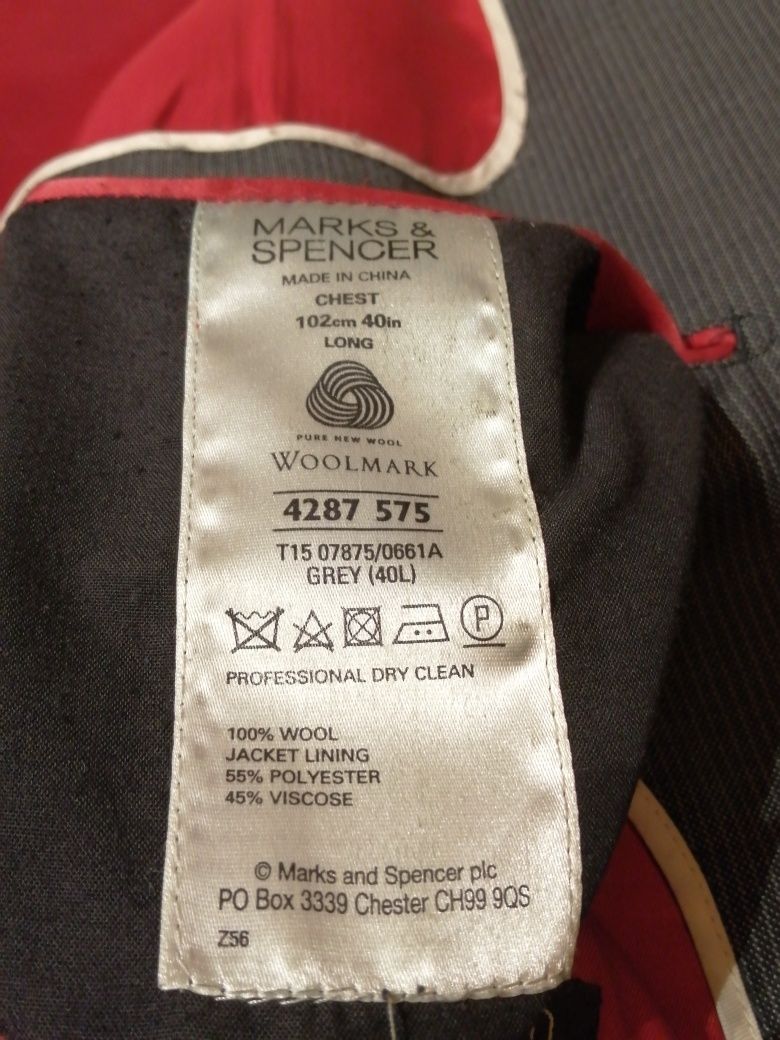 MARKS &
SPENCER
MADE IN CHINA
CHEST
102cm 40in
LONG
PURE NEW WOOL
WOOLMARK
4287 575
T15 07875/0661A
GREY (40L)
P
PROFESSIONAL DRY CLEAN
100% WOOL
JACKET LINING
55% POLYESTER
45% VISCOSE
© Marks and Spencer plc
PO Box 3339 Chester CH99 9QS
Z56